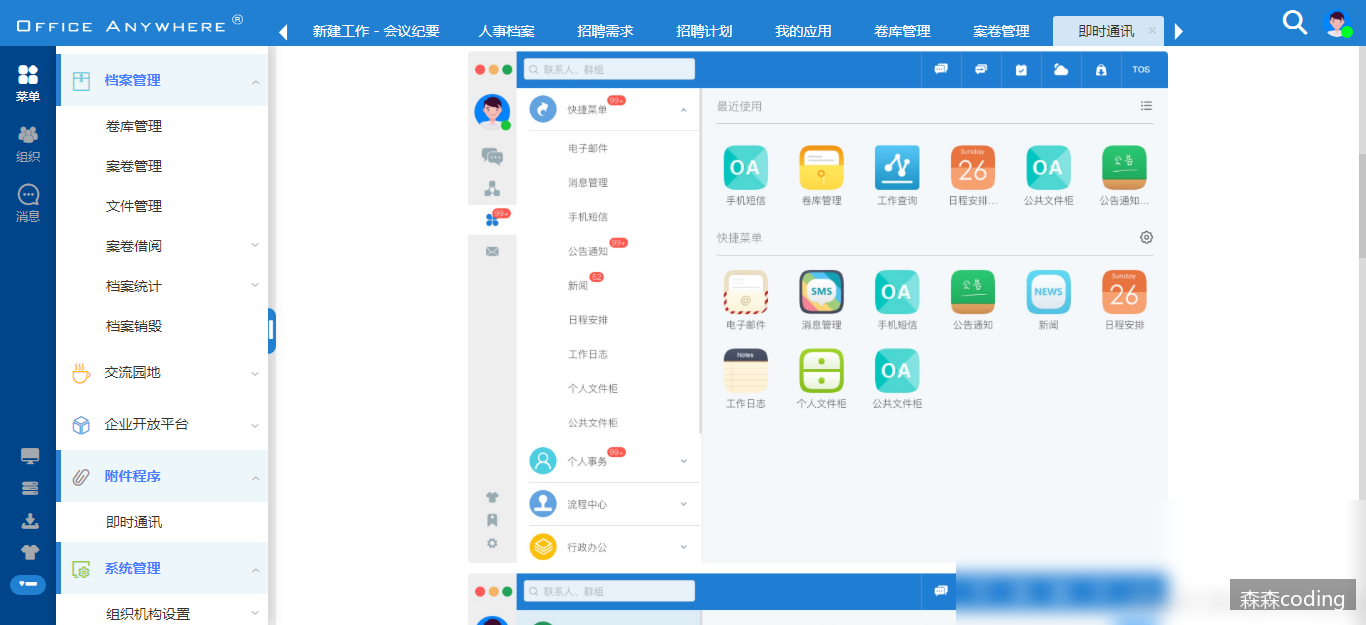 OFFICE ANYWHERE®
新建工作 - 会议纪要
人事档案
招聘需求
招聘计划
我的应用
卷库管理
案卷管理
即时通讯
菜单
组织
消息
档案管理
卷库管理
案卷管理
文件管理
案卷借阅
档案统计
档案销毁
交流园地
企业开放平台
附件程序
即时通讯
系统管理
组织机构设置
联系人、群组
TOS
快捷菜单
99+
电子邮件
消息管理
手机短信
99+
公告通知
99+
新闻
52
日程安排
工作日志
个人文件柜
公共文件柜
个人事务
99+
流程中心
行政办公
最近使用
OA
Sunday
26
OA
公告
手机短信
卷库管理
工作查询
日程安排...
公共文件柜
公告通知...
快捷菜单
@
SMS
OA
公告
NEWS
Sunday
26
电子邮件
消息管理
手机短信
公告通知
新闻
日程安排
Notes
OA
工作日志
个人文件柜
公共文件柜
联系人、群组
森森coding